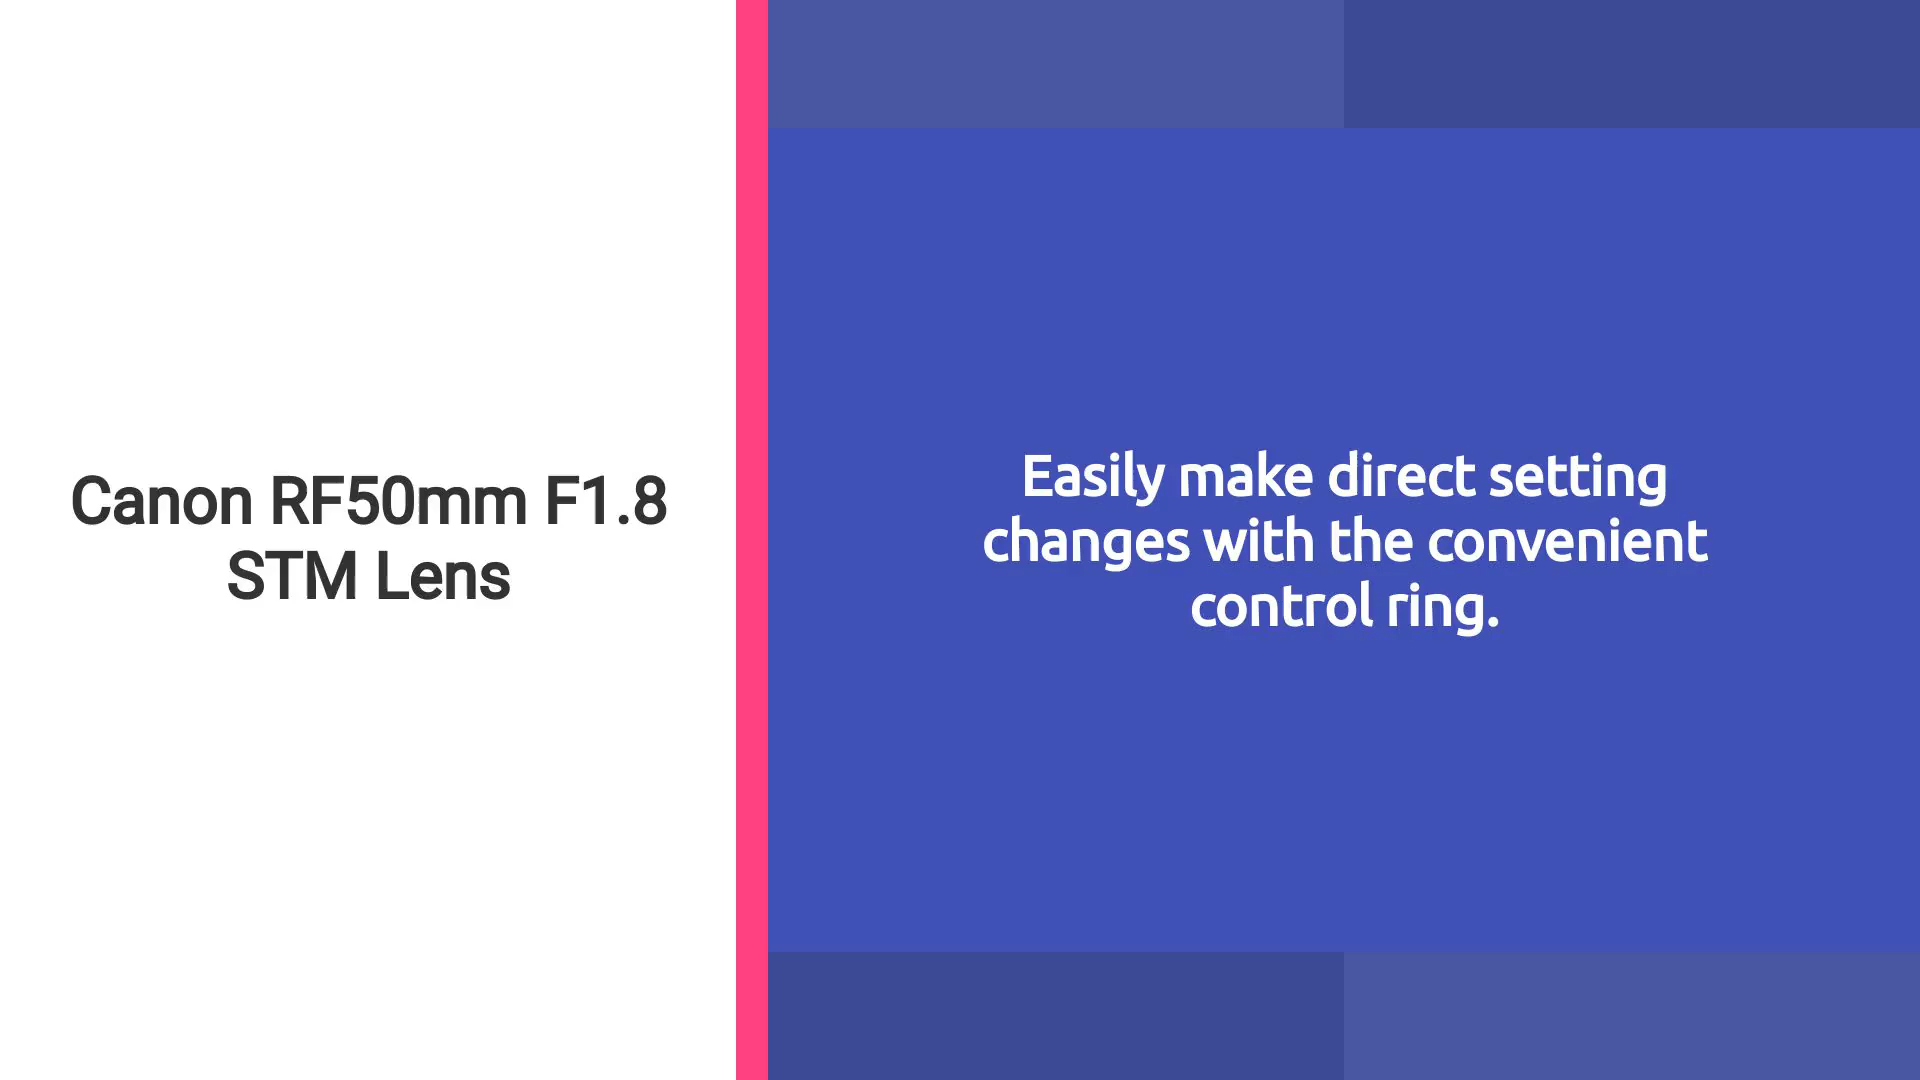 Canon RF50mm F1.8
STM Lens
Easily make direct setting
changes with the convenient
control ring.